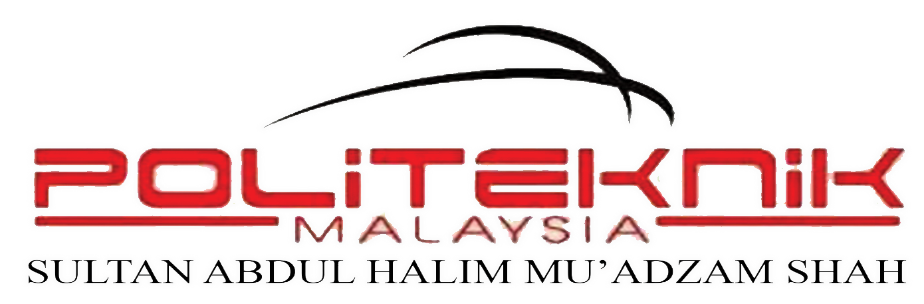 POLiTEKNiK
MALAYSIA
SULTAN ABDUL HALIM MU’ADZAM SHAH